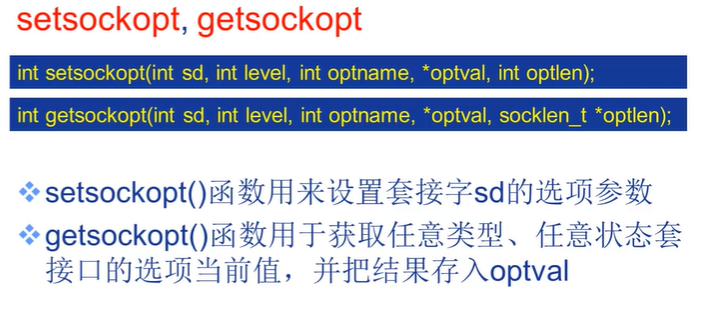 setsockopt, getsockopt
int setsockopt(int sd, int level, int optname, *optval, int optlen);
int getsockopt(int sd, int level, int optname, *optval, socklen_t *optlen);
setsockopt()函数用来设置套接字sd的选项参数
getsockopt()函数用于获取任意类型、任意状态套
接口的选项当前值，并把结果存入optval